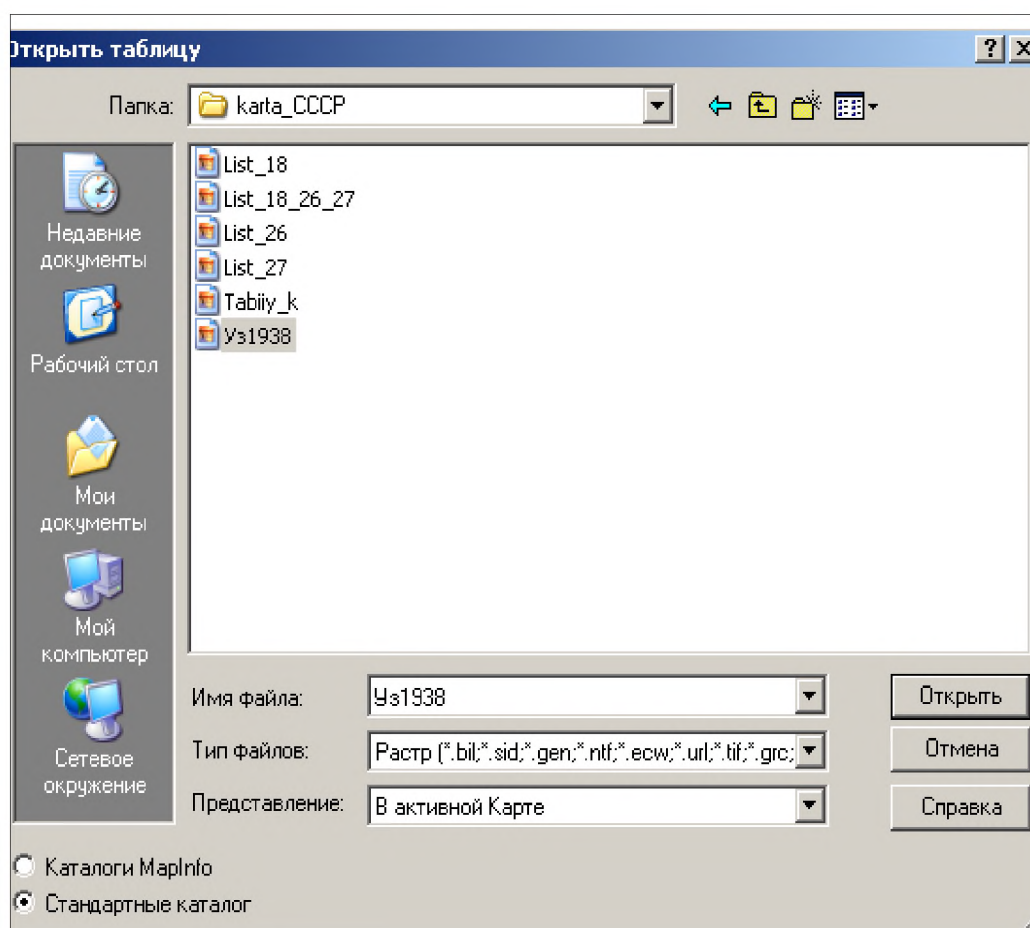 Открыть таблицу
Папка: karta_СССР
List_18
List_18_26_27
List_26
List_27
Tabiiy_k
Уз1938
Недавние
документы
Рабочий стол
Мои
документы
Мой
компьютер
Сетевое
окружение
Имя файла: Уз1938 Открыть
Тип файлов: Растр (*.bil;*.sid;*.gen;*.ntf;*.ecw;*.url;*.tif;*.grc; Отмена
Представление: В активной Карте Справка
Каталоги MapInfo
Стандартные каталог